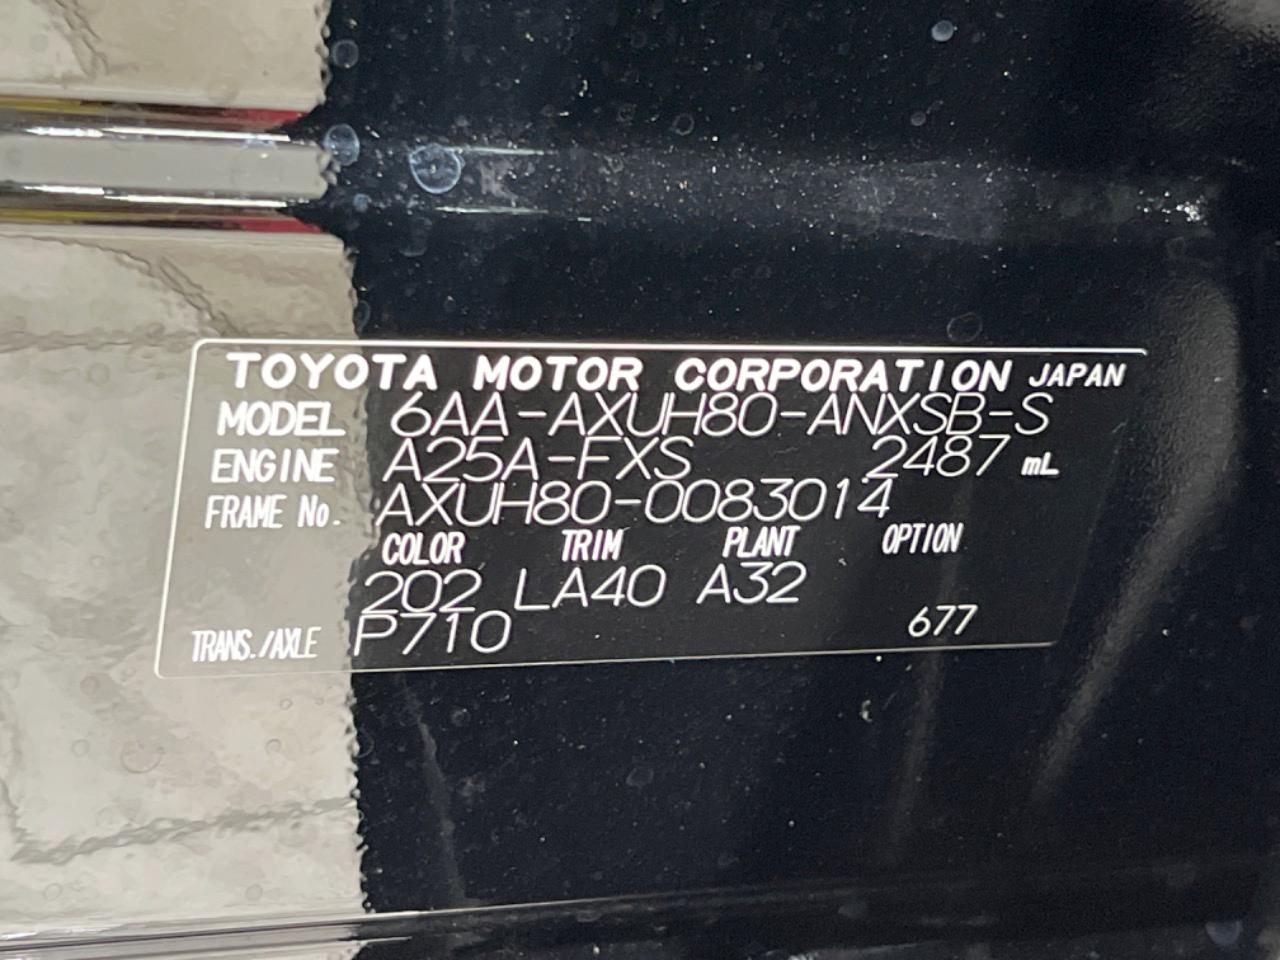 TOYOTA MOTOR CORPORATION JAPAN
MODEL 6AA-AXUH80-ANXSB-S
ENGINE A25A-FXS 2487 mL
FRAME No. AXUH80-0083014
COLOR TRIM PLANT OPTION
202 LA40 A32
TRANS./AXLE P710 677